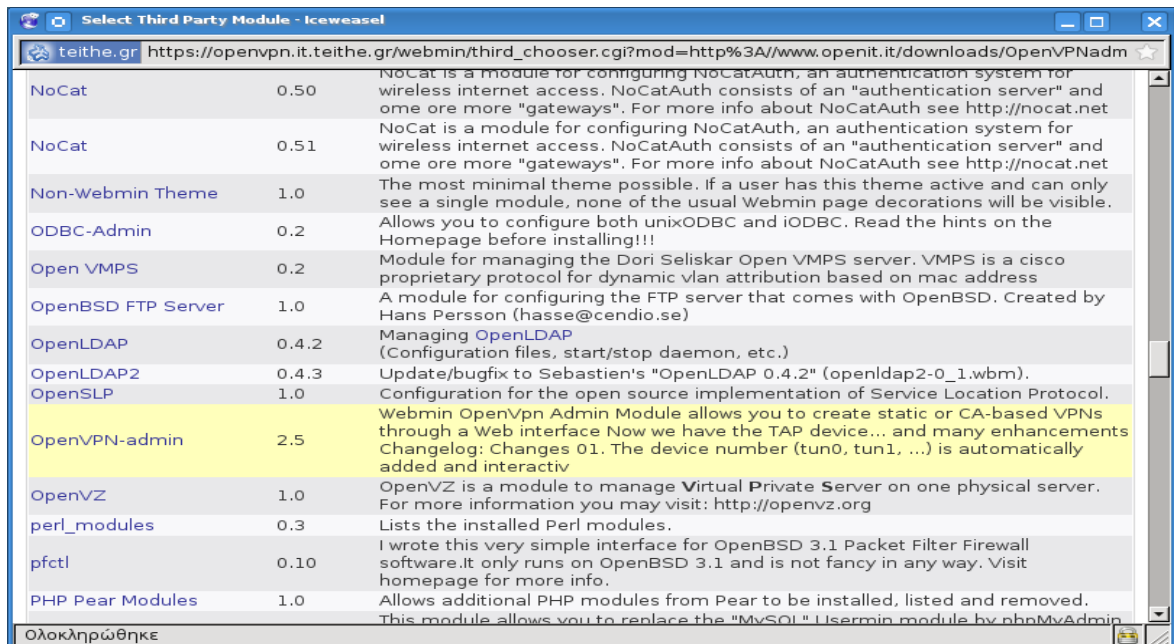 Select Third Party Module - Iceweasel
teithe.gr https://openvpn.it.teithe.gr/webmin/third_chooser.cgi?mod=http%3A//www.openit.it/downloads/OpenVPNadm
NoCat 0.50 NoCat is a module for configuring NoCatAuth, an authentication system for
wireless internet access. NoCatAuth consists of an "authentication server" and
ome ore more "gateways". For more info about NoCatAuth see http://nocat.net
NoCat 0.51 NoCat is a module for configuring NoCatAuth, an authentication system for
wireless internet access. NoCatAuth consists of an "authentication server" and
ome ore more "gateways". For more info about NoCatAuth see http://nocat.net
Non-Webmin Theme 1.0 The most minimal theme possible. If a user has this theme active and can only
see a single module, none of the usual Webmin page decorations will be visible.
ODBC-Admin 0.2 Allows you to configure both unixODBC and iODBC. Read the hints on the
Homepage before installing!!!
Open VMPS 0.2 Module for managing the Dori Seliskar Open VMPS server. VMPS is a cisco
proprietary protocol for dynamic vlan attribution based on mac address
OpenBSD FTP Server 1.0 A module for configuring the FTP server that comes with OpenBSD. Created by
Hans Persson (hasse@cendio.se)
OpenLDAP 0.4.2 Managing OpenLDAP
(Configuration files, start/stop daemon, etc.)
OpenLDAP2 0.4.3 Update/bugfix to Sebastien's "OpenLDAP 0.4.2" (openldap2-0_1.wbm).
OpenSLP 1.0 Configuration for the open source implementation of Service Location Protocol.
OpenVPN-admin 2.5 Webmin OpenVpn Admin Module allows you to create static or CA-based VPNs
through a Web interface Now we have the TAP device... and many enhancements
Changelog: Changes 01. The device number (tun0, tun1, ...) is automatically
added and interactiv
OpenVZ 1.0 OpenVZ is a module to manage Virtual Private Server on one physical server.
For more information you may visit: http://openvz.org
perl_modules 0.3 Lists the installed Perl modules.
pfctl 0.10 I wrote this very simple interface for OpenBSD 3.1 Packet Filter Firewall
software.It only runs on OpenBSD 3.1 and is not fancy in any way. Visit
homepage for more info.
PHP Pear Modules 1.0 Allows additional PHP modules from Pear to be installed, listed and removed.
This module allows you to replace the "MySQL" Usermin module by phpMyAdmin
Ολοκληρώθηκε